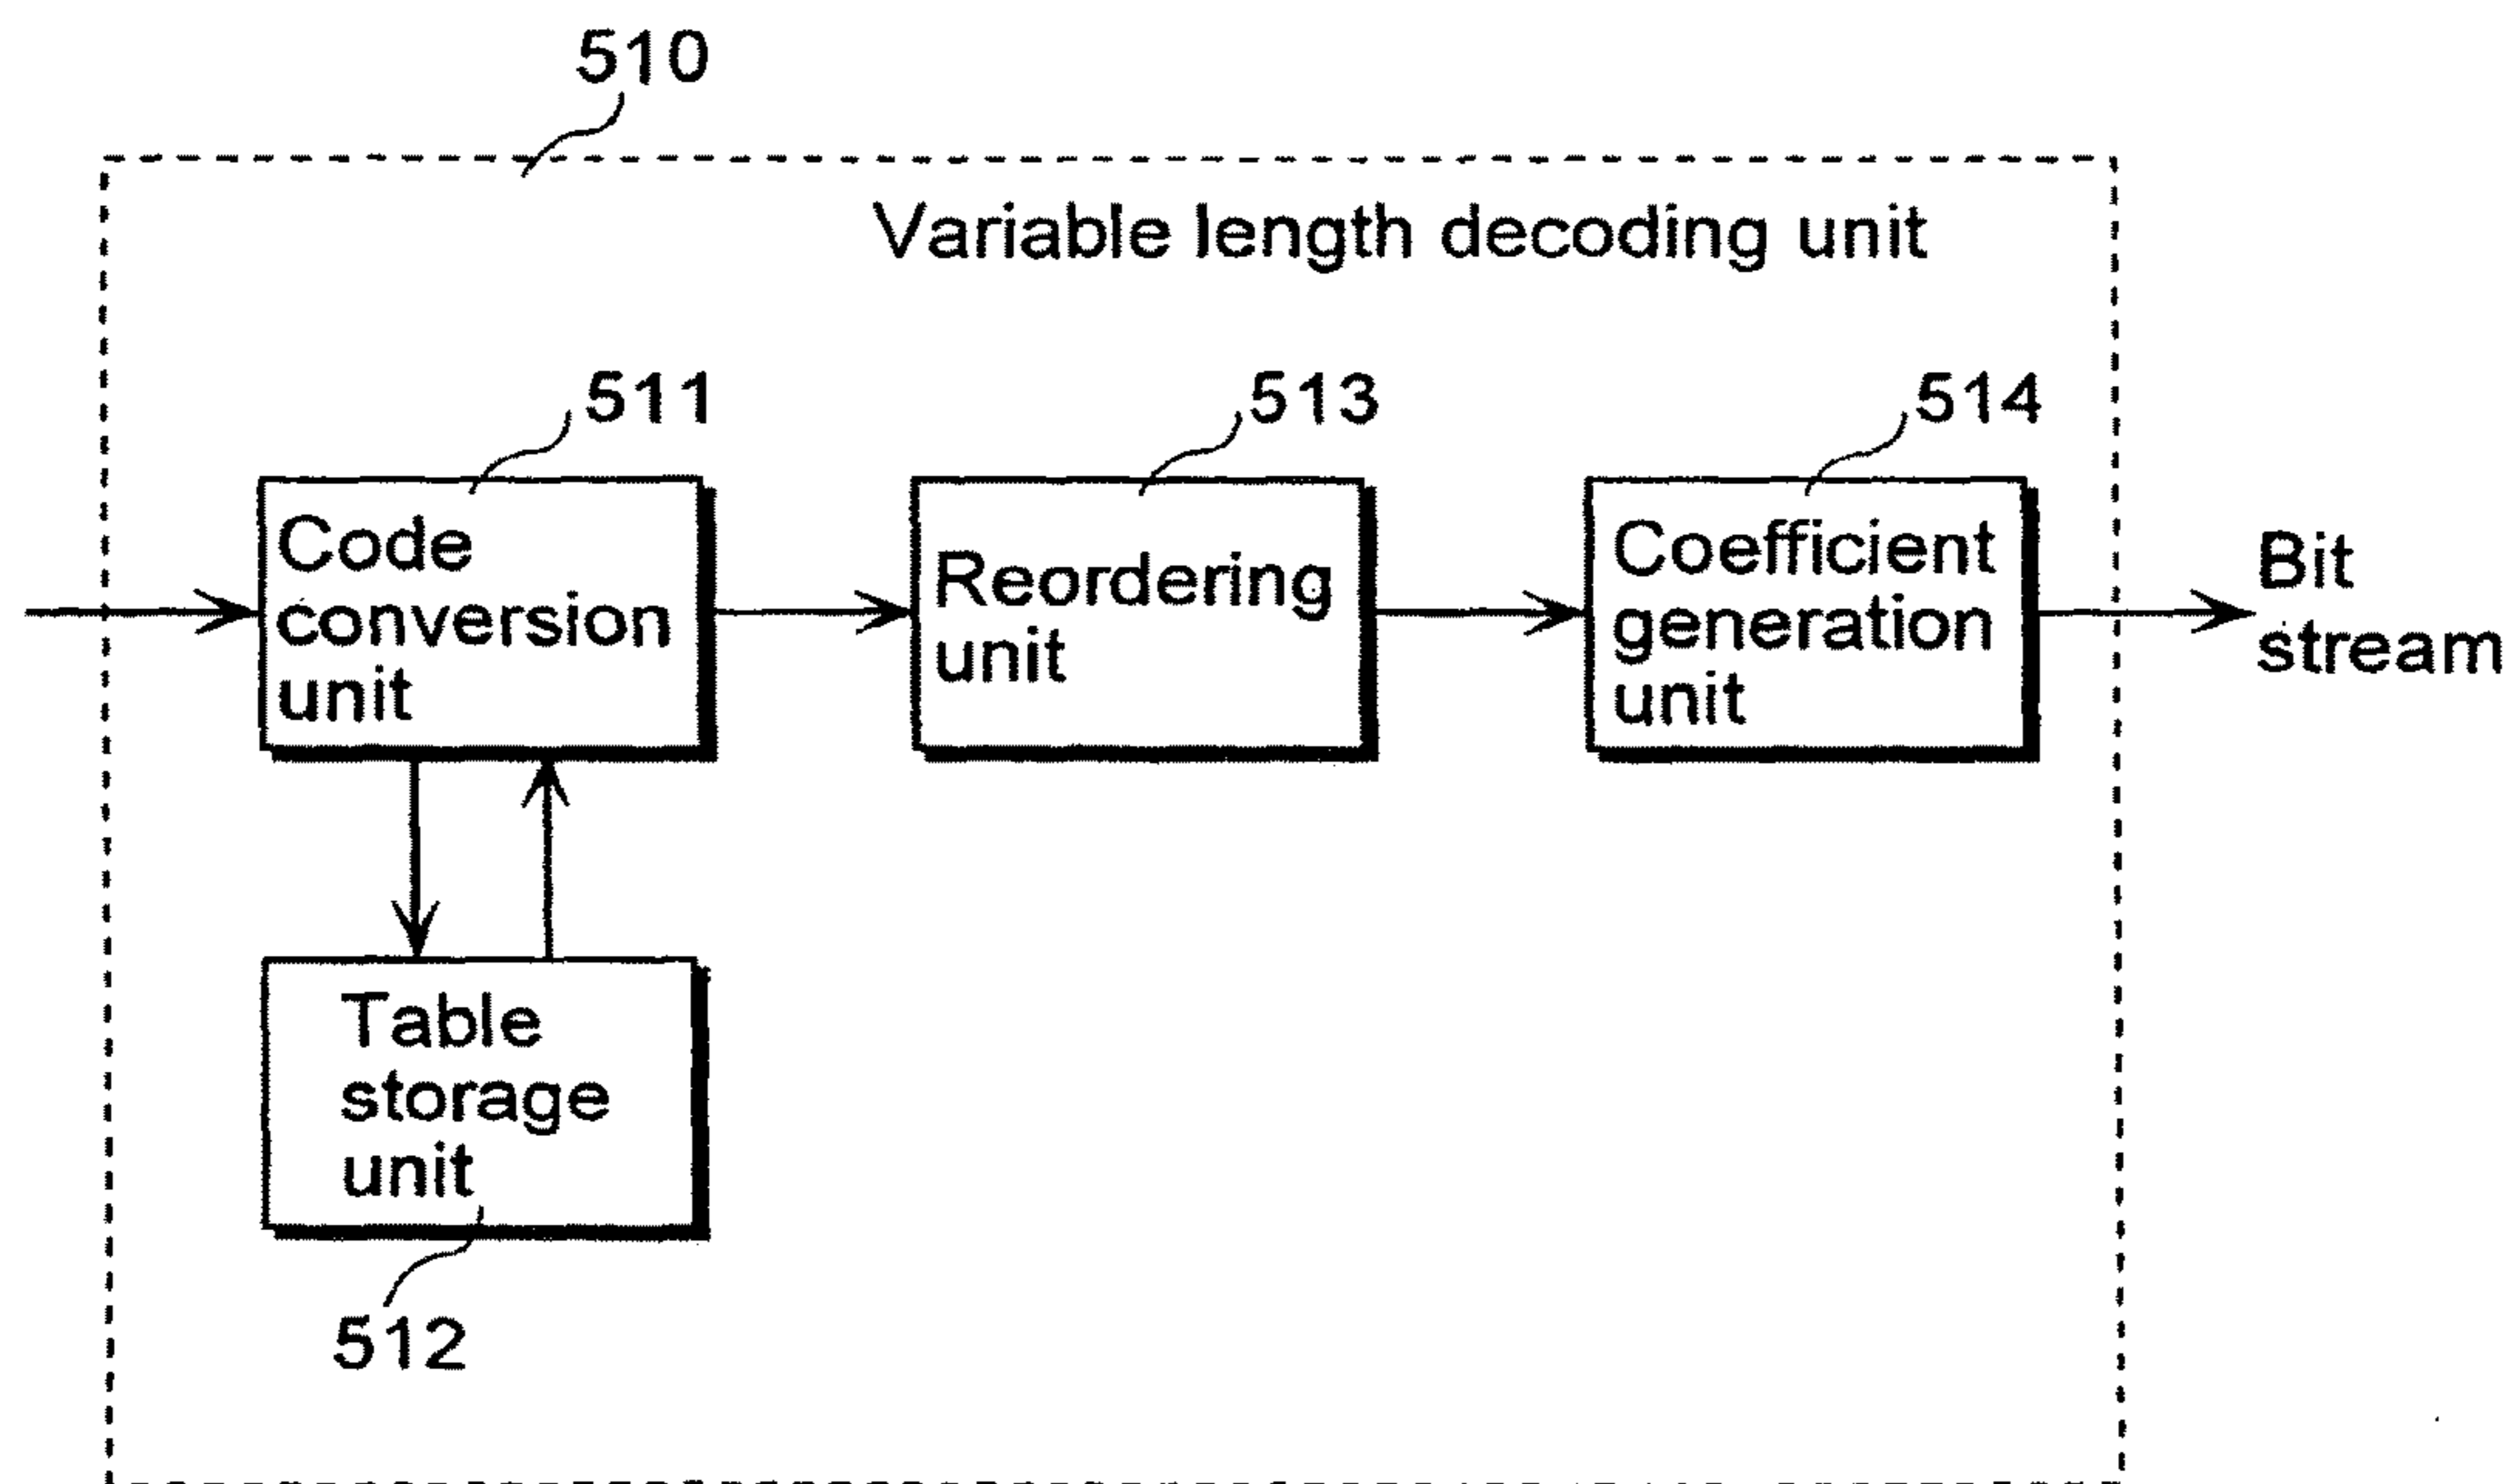 510
Variable length decoding unit
511
513
514
Code
conversion
unit
Reordering
unit
Coefficient
generation
unit
Bit
stream
Table
storage
unit
512